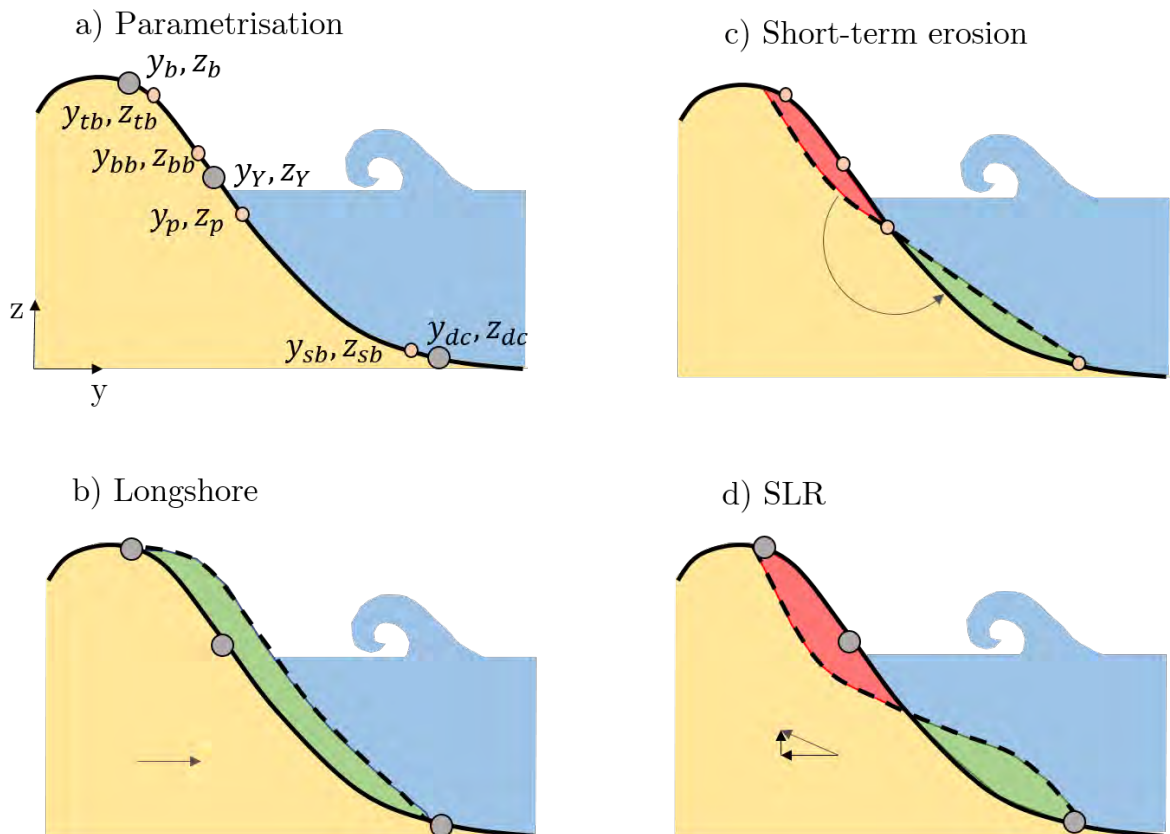 a) Parametrisation
y_b, z_b
y_tb, z_tb
y_bb, z_bb
y_Y, z_Y
y_p, z_p
y_sb, z_sb
y_dc, z_dc
z
y
b) Longshore
c) Short-term erosion
d) SLR